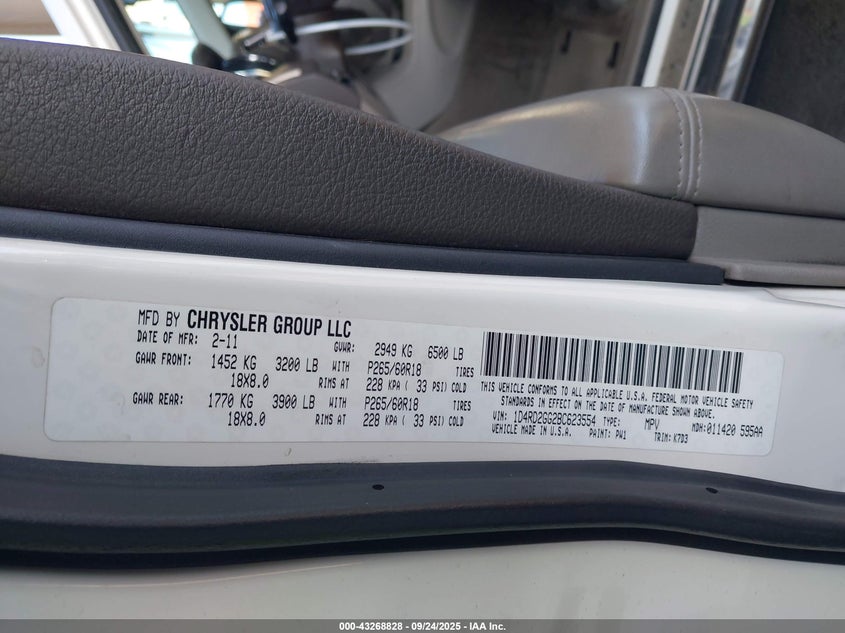 MFD BY CHRYSLER GROUP LLC
DATE OF MFR: 2-11 GVWR: 2949 KG 6500 LB
GAWR FRONT: 1452 KG 3200 LB WITH P265/60R18 TIRES
18X8.0 RIMS AT 228 KPA ( 33 PSI) COLD
GAWR REAR: 1770 KG 3900 LB WITH P265/60R18 TIRES
18X8.0 RIMS AT 228 KPA ( 33 PSI) COLD
THIS VEHICLE CONFORMS TO ALL APPLICABLE U.S.A. FEDERAL MOTOR VEHICLE SAFETY
STANDARDS IN EFFECT ON THE DATE OF MANUFACTURE SHOWN ABOVE.
VIN: 1D4RD2GG2BC623554 TYPE: MPV MDH: 011420 595AA
VEHICLE MADE IN U.S.A. PAINT: PW1 TRIM: K7D3
000-43268828 - 09/24/2025 - IAA Inc.